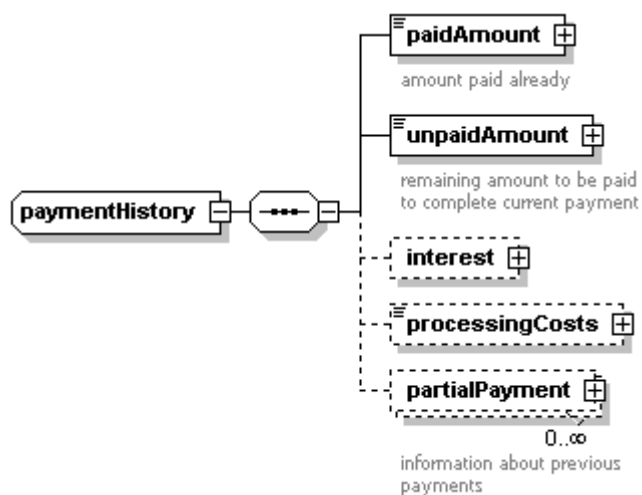 paidAmount
amount paid already
unpaidAmount
remaining amount to be paid
to complete current payment
paymentHistory
interest
processingCosts
partialPayment
0..∞
information about previous
payments